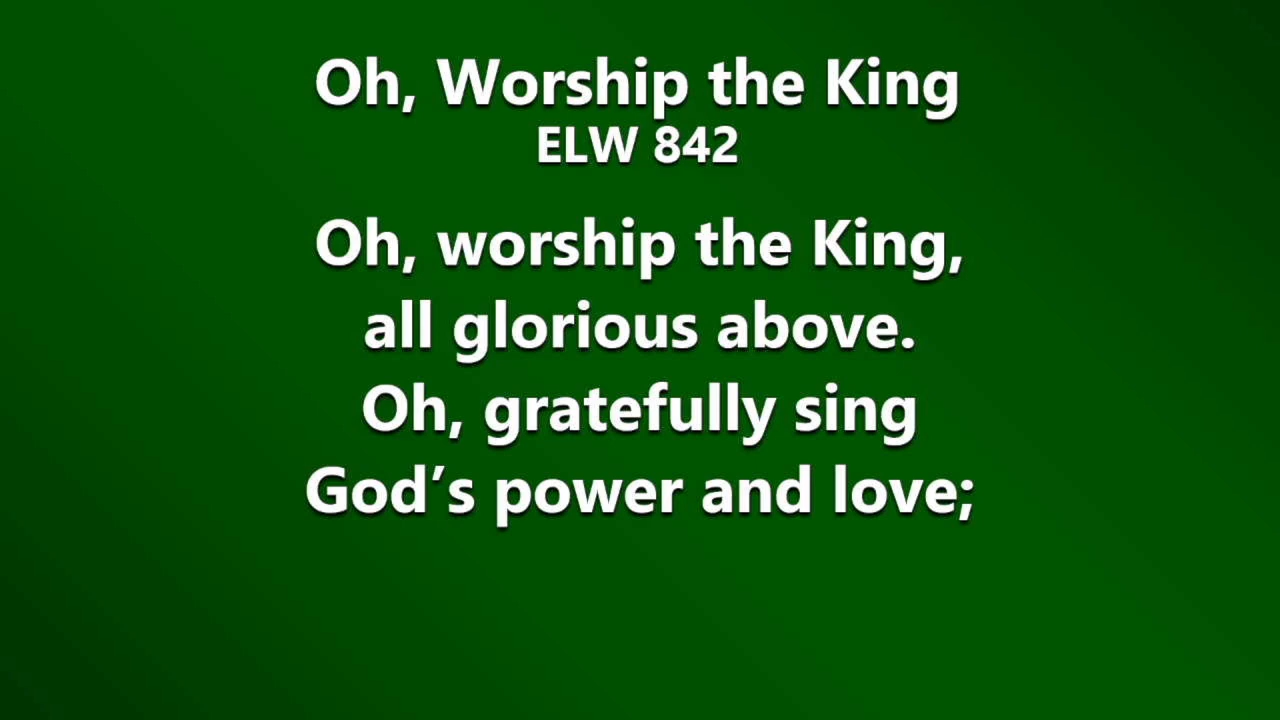 Oh, Worship the King
ELW 842
Oh, worship the King,
all glorious above.
Oh, gratefully sing
God’s power and love;